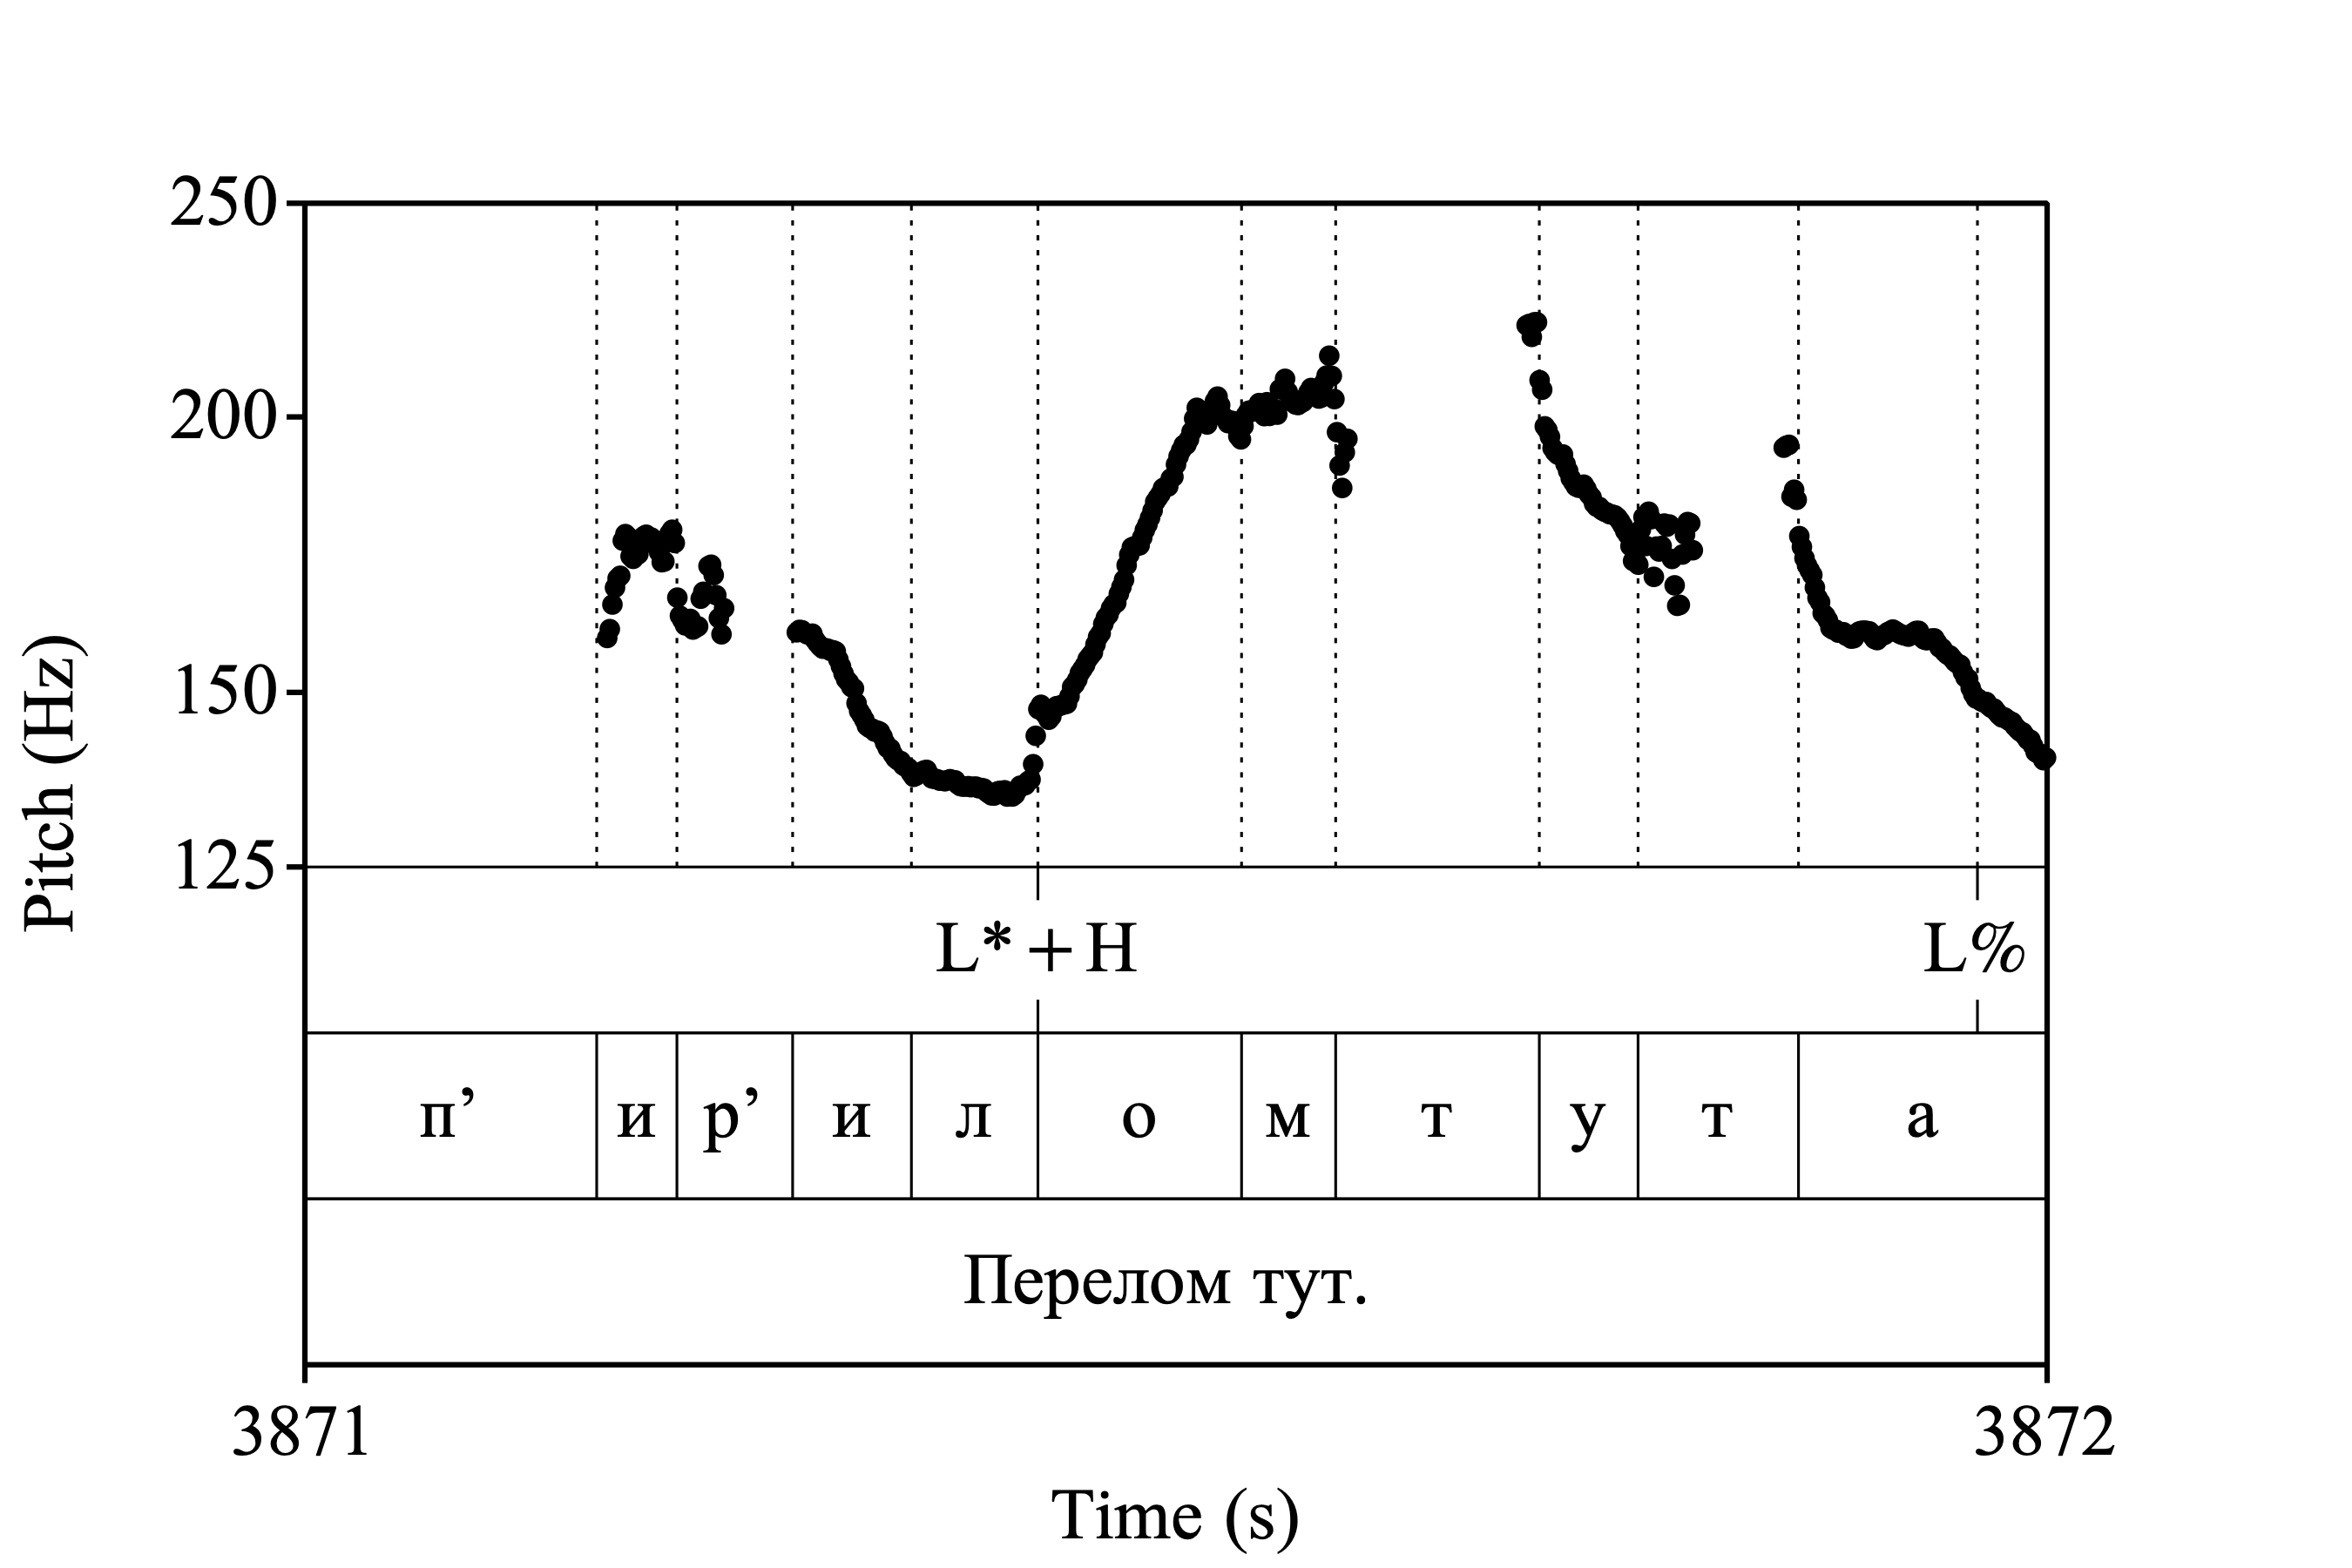 250
200
150
125
Pitch (Hz)
L*+H L%
п’ и р’ и л о м т у т а
Перелом тут.
3871 3872
Time (s)